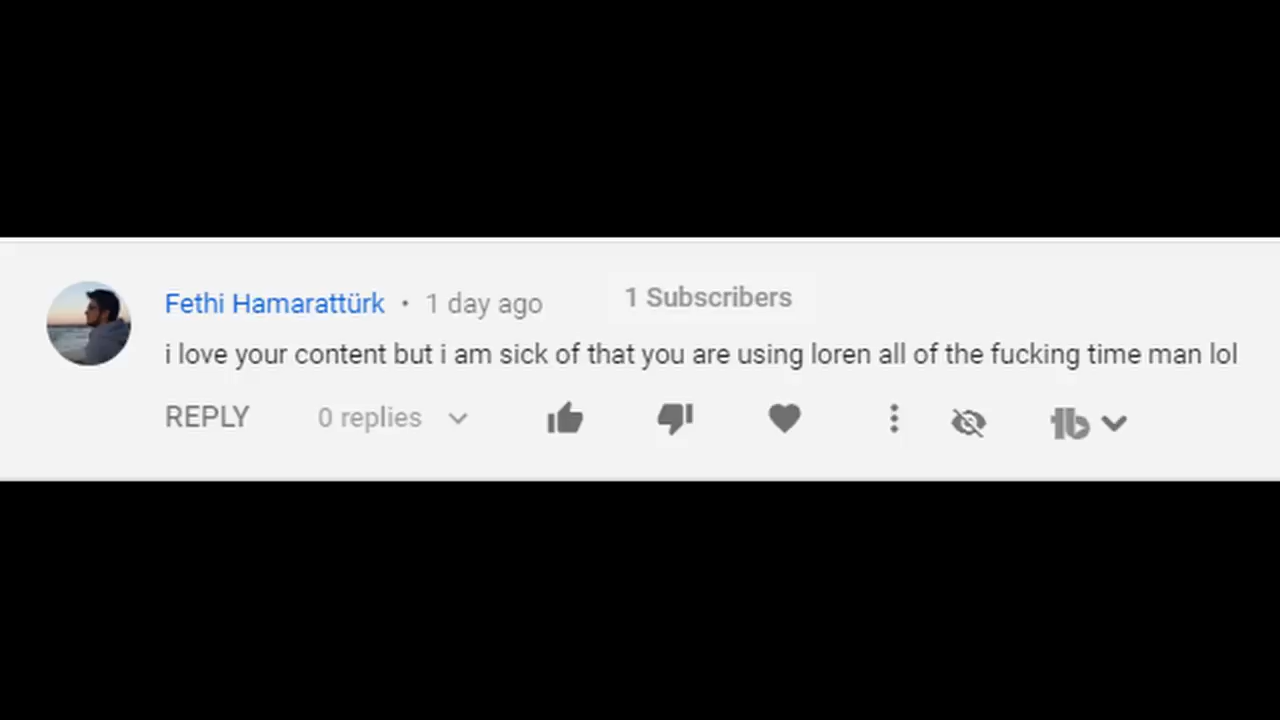 Fethi Hamarattürk • 1 day ago 1 Subscribers
i love your content but i am sick of that you are using loren all of the fucking time man lol
REPLY 0 replies